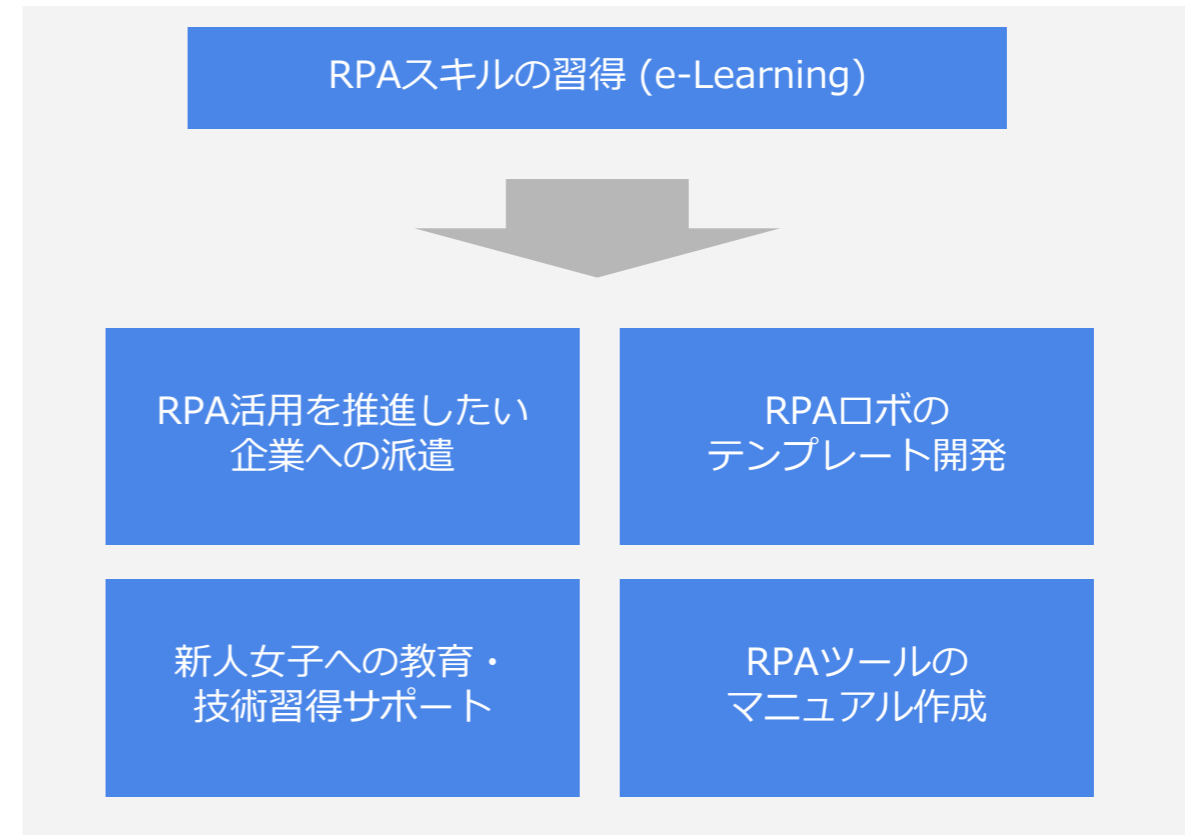 RPAスキルの習得 (e-Learning)
RPA活用を推進したい
企業への派遣
RPAロボの
テンプレート開発
新人女子への教育・
技術習得サポート
RPAツールの
マニュアル作成